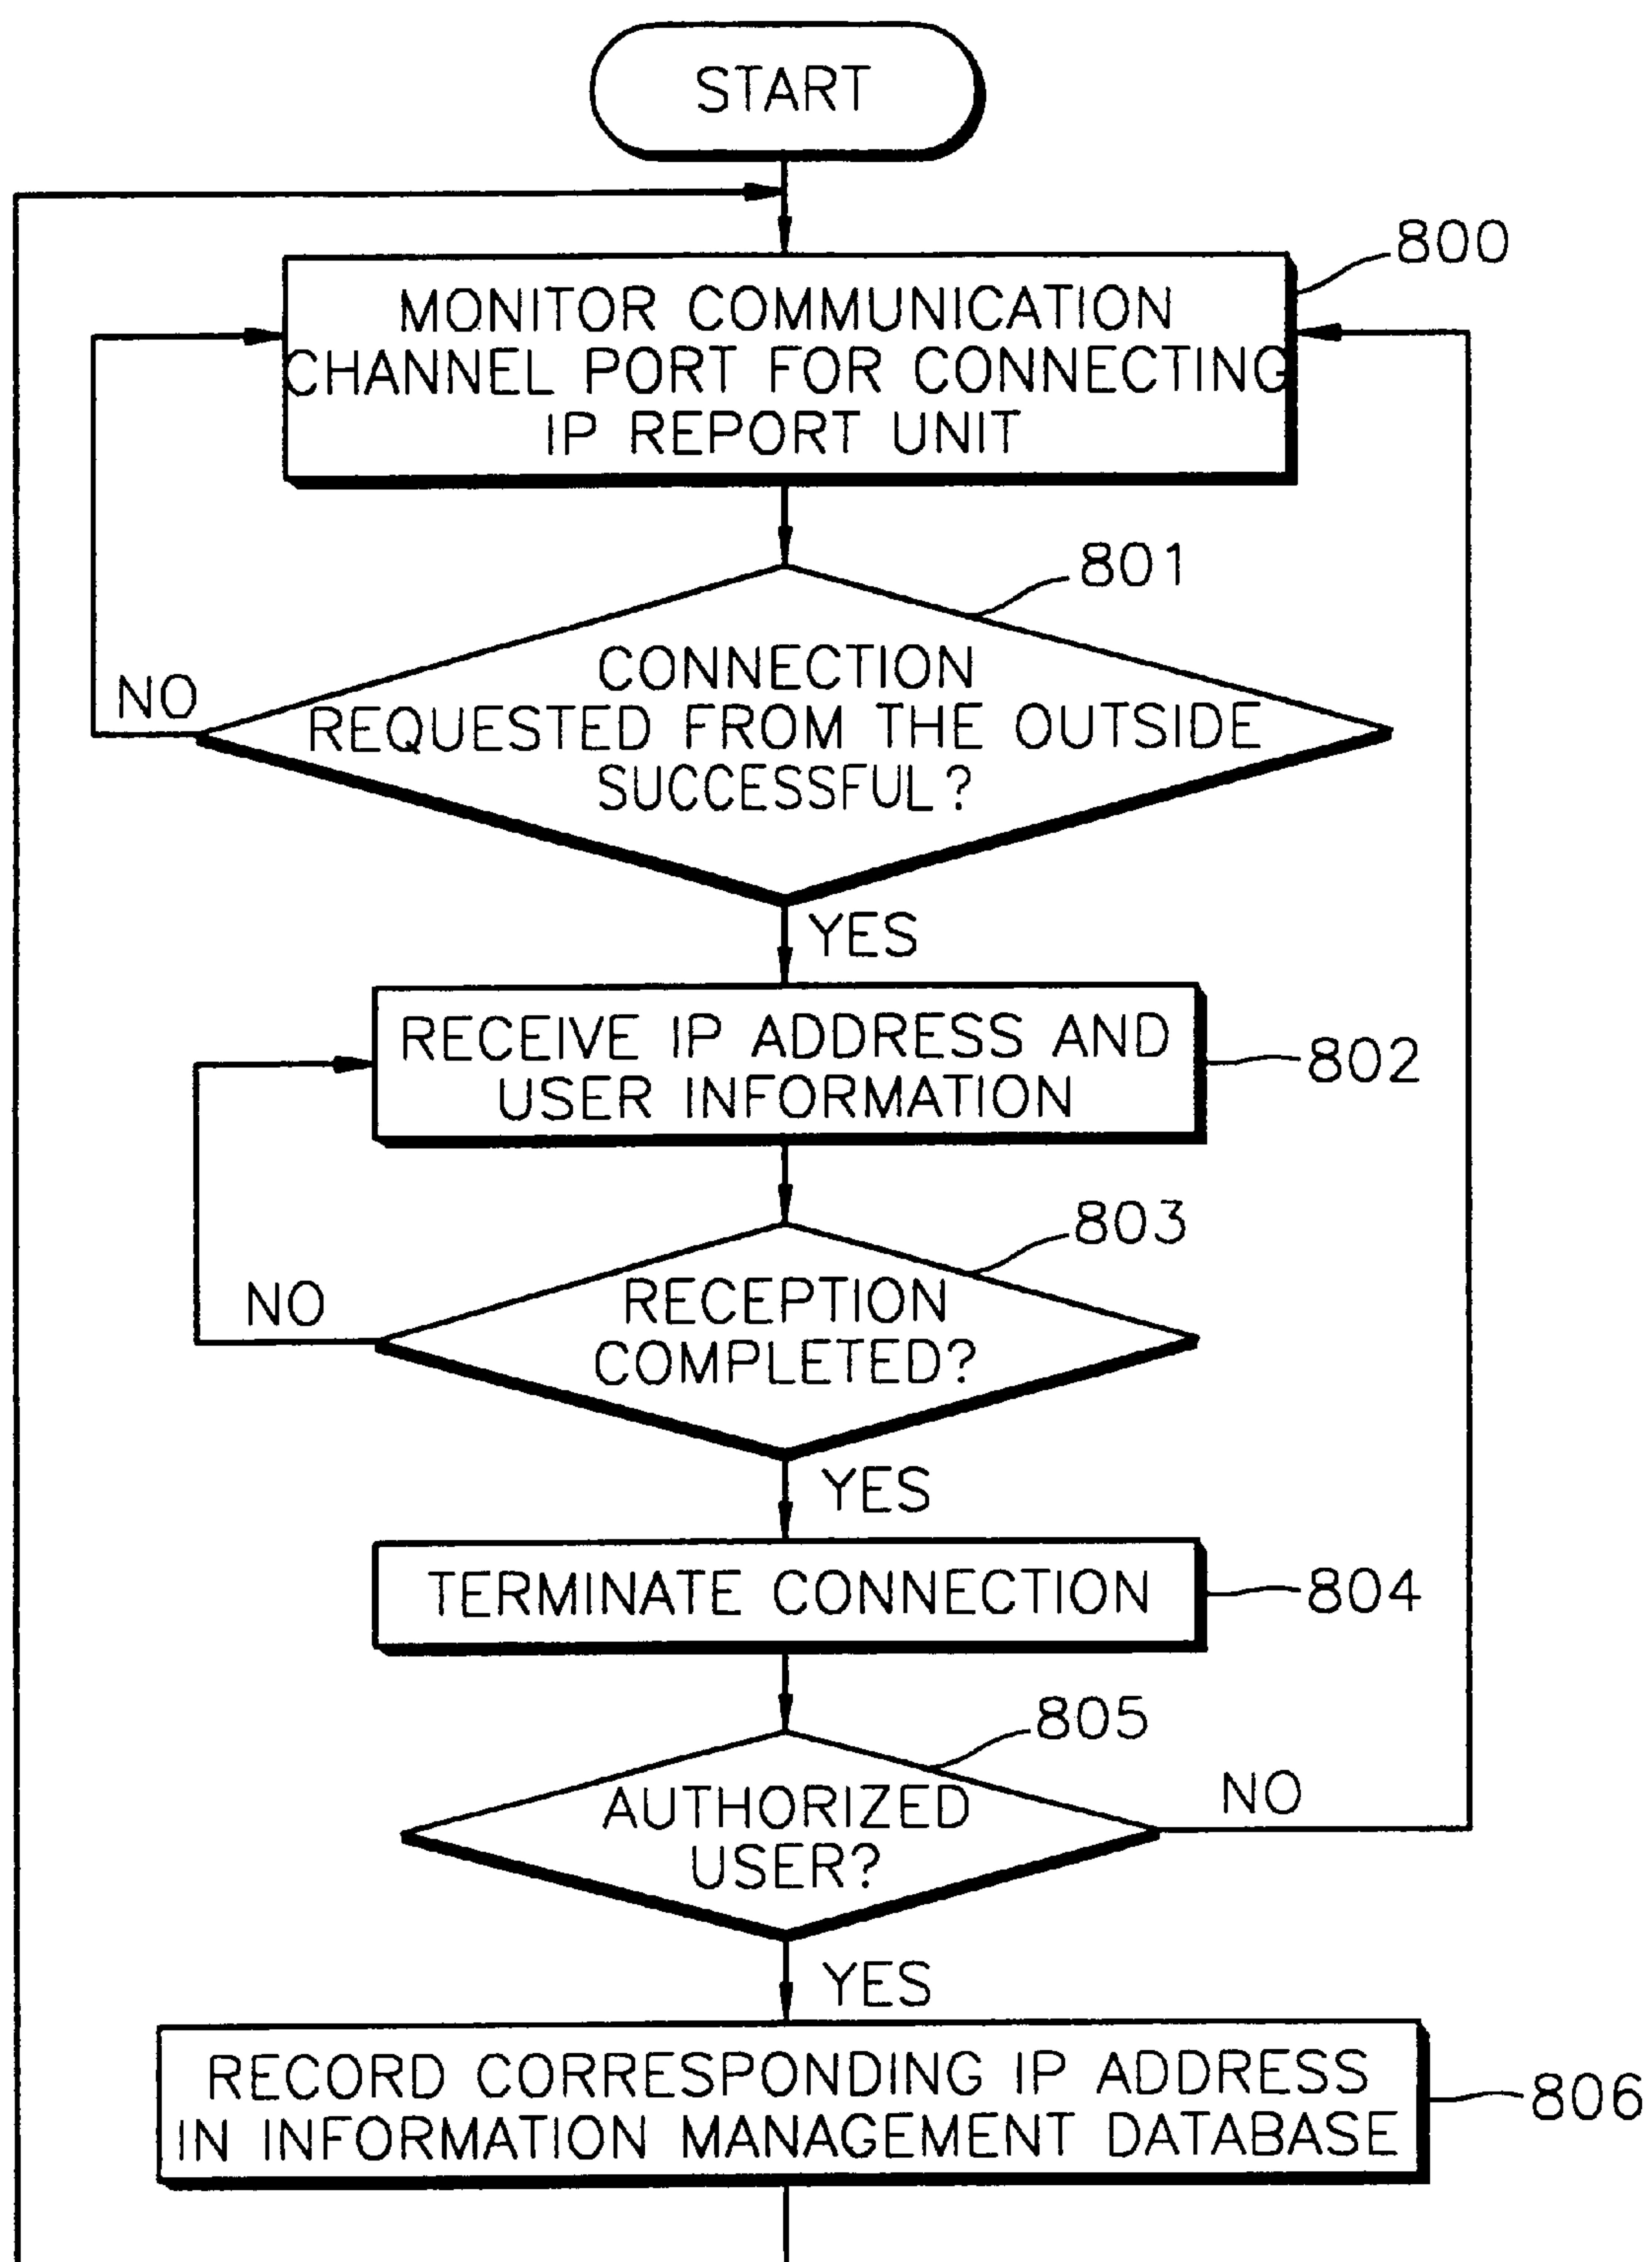 START
800
MONITOR COMMUNICATION
CHANNEL PORT FOR CONNECTING
IP REPORT UNIT
801
CONNECTION
REQUESTED FROM THE OUTSIDE
SUCCESSFUL?
NO
YES
RECEIVE IP ADDRESS AND
USER INFORMATION
802
803
RECEPTION
COMPLETED?
NO
YES
TERMINATE CONNECTION
804
805
AUTHORIZED
USER?
NO
YES
RECORD CORRESPONDING IP ADDRESS
IN INFORMATION MANAGEMENT DATABASE
806